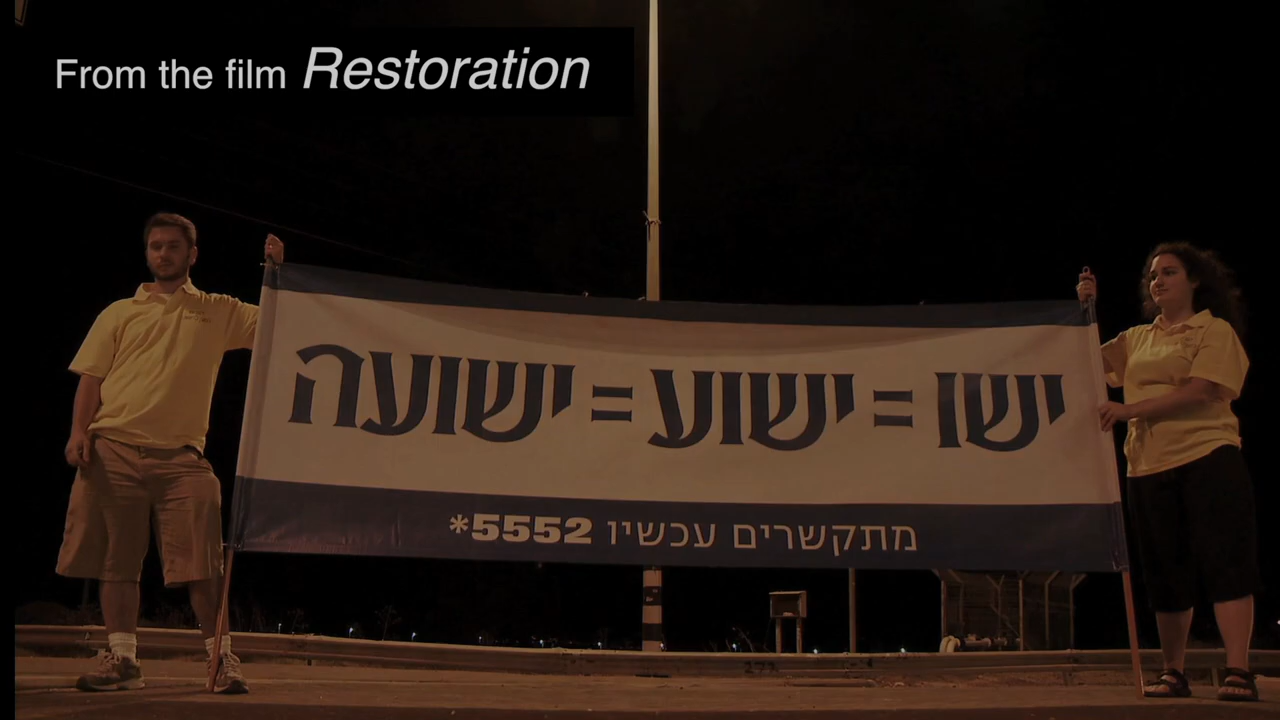 From the film Restoration
ישו = ישוע = ישועה
מתקשרים עכשיו 5552*